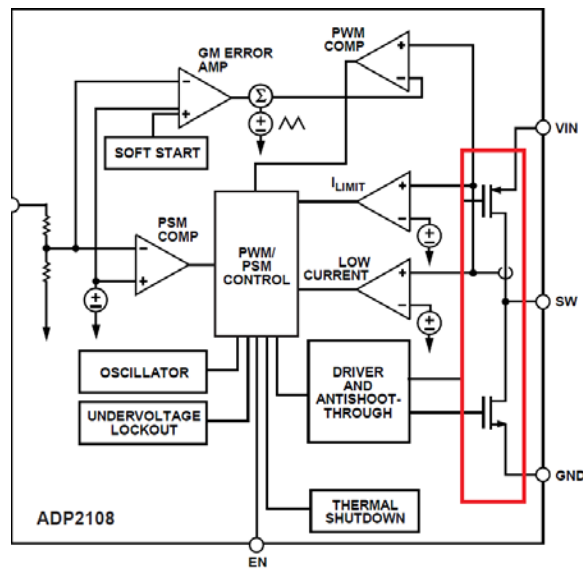 PWM
COMP
GM ERROR
AMP
Σ
VIN
SOFT START
I LIMIT
PSM
COMP
PWM/
PSM
CONTROL
LOW
CURRENT
SW
OSCILLATOR
DRIVER
AND
ANTISHOOT-
THROUGH
UNDERVOLTAGE
LOCKOUT
GND
THERMAL
SHUTDOWN
ADP2108
EN